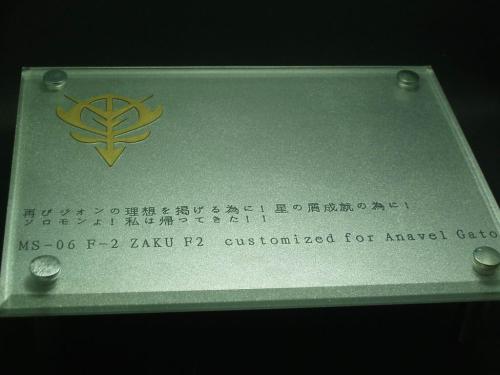 再びジオンの理想を掲げる為に!星の屑成就の為に!
ソロモンよ!私は帰ってきた!!
MS-06 F-2 ZAKU F2 customized for Anavel Gato